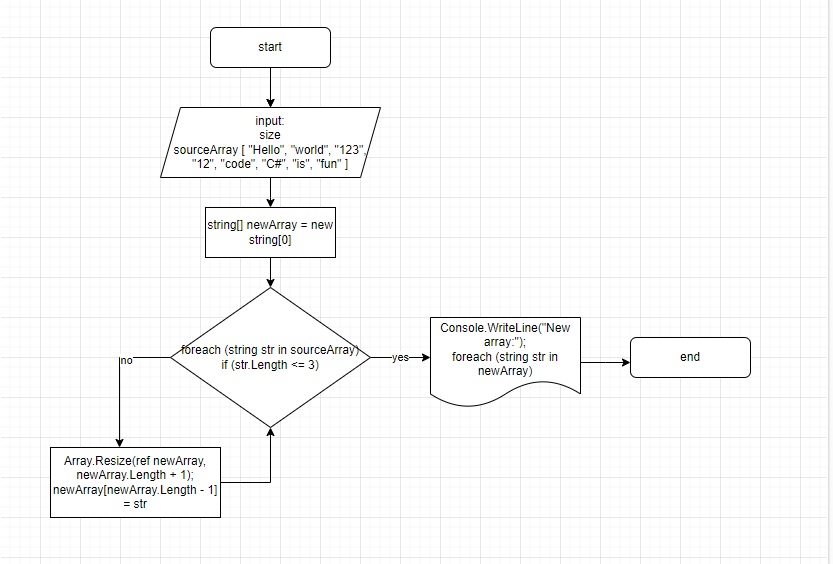 start
input:
size
sourceArray [ "Hello", "world", "123",
"12", "code", "C#", "is", "fun" ]
string[] newArray = new
string[0]
foreach (string str in sourceArray)
if (str.Length <= 3)
no
yes
Console.WriteLine("New
array:");
foreach (string str in
newArray)
end
Array.Resize(ref newArray,
newArray.Length + 1);
newArray[newArray.Length - 1]
= str